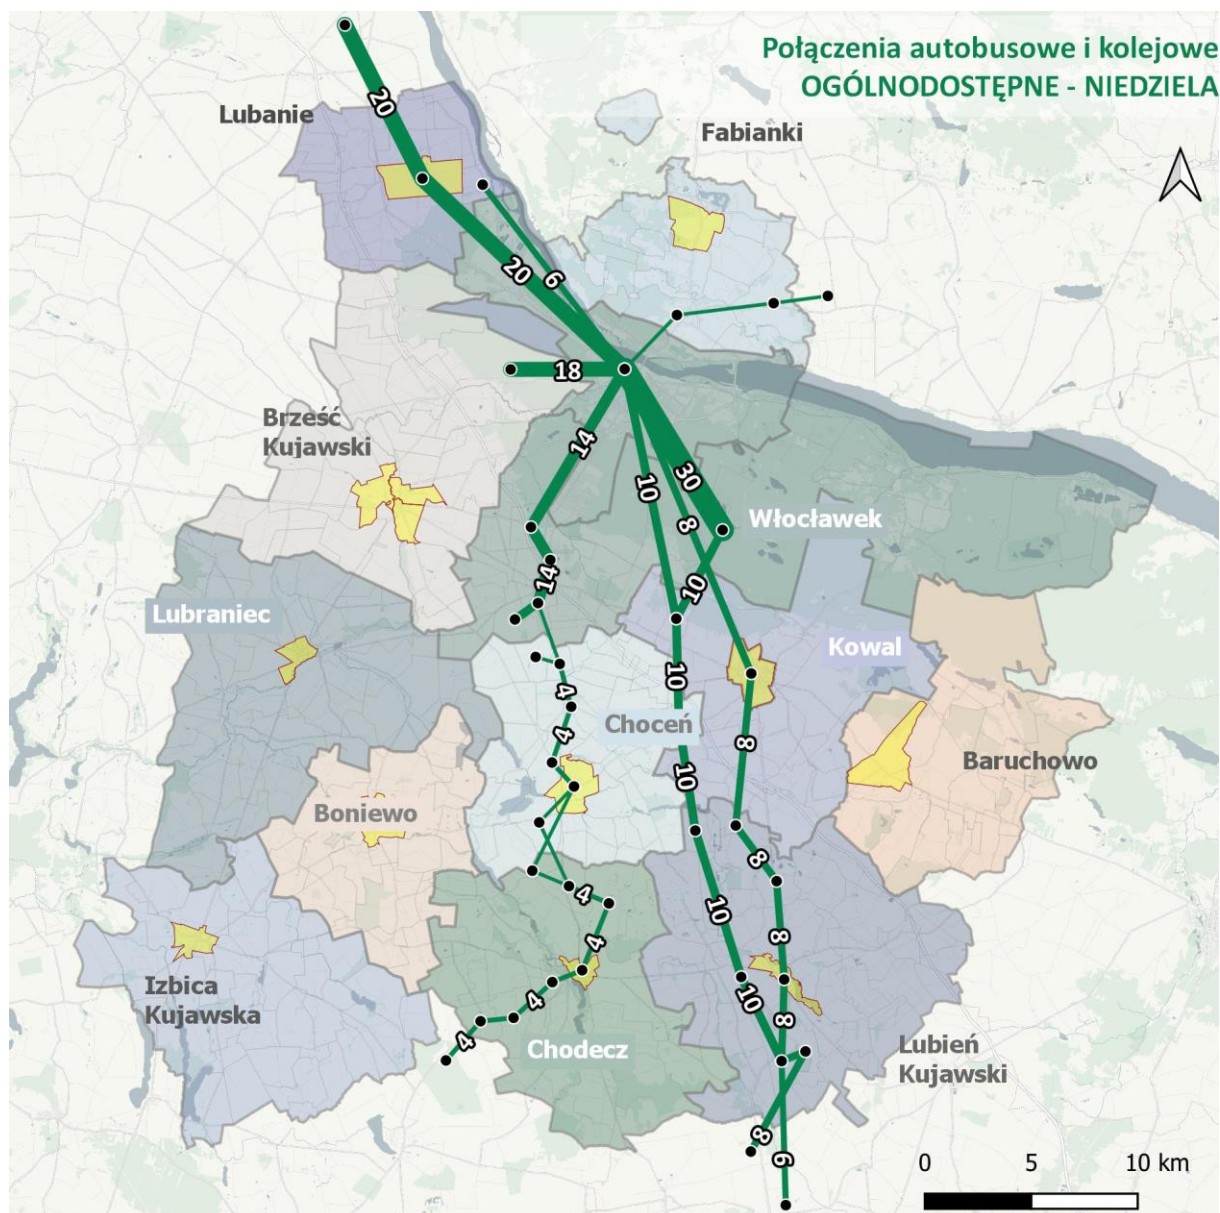 Połączenia autobusowe i kolejowe
OGÓLNODOSTĘPNE - NIEDZIELA
20
Lubanie
Fabianki
20
6
18
Brześć
Kujawski
14
10
30
8
Włocławek
14
10
Lubraniec
Kowal
10
4
4
Choceń
8
10
Baruchowo
Boniewo
8
4
10
4
8
Izbica
Kujawska
4
10
8
4
Chodecz
Lubień
Kujawski
8
6
0 5 10 km